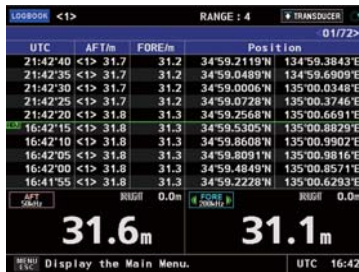 LOGBOOK <1> RANGE : 4 TRANSDUCER
01/72>
UTC AFT/m FORE/m Position
21:42'40 <1> 31.7 31.2 34°59.2119'N 134°59.3843'E
21:42'35 <1> 31.7 31.2 34°59.0489'N 134°59.6909'E
21:42'30 <1> 31.7 31.2 34°59.0006'N 135°00.0348'E
21:42'25 <1> 31.7 31.2 34°59.0728'N 135°00.3746'E
21:42'20 <1> 31.8 31.3 34°59.2568'N 135°00.6691'E
16:42'15 <1> 31.8 31.3 34°59.5305'N 135°00.8829'E
16:42'10 <1> 31.8 31.3 34°59.8608'N 135°00.9902'E
16:42'05 <1> 31.8 31.3 34°59.8091'N 135°00.9816'E
16:42'00 <1> 31.8 31.3 34°59.4849'N 135°00.8571'E
16:41'55 <1> 31.8 31.3 34°59.2228'N 135°00.6293'E
AFT 0.0m FORE 0.0m
50kHz 200kHz
31.6m 31.1m
MENU Display the Main Menu. UTC 16:42
ESC